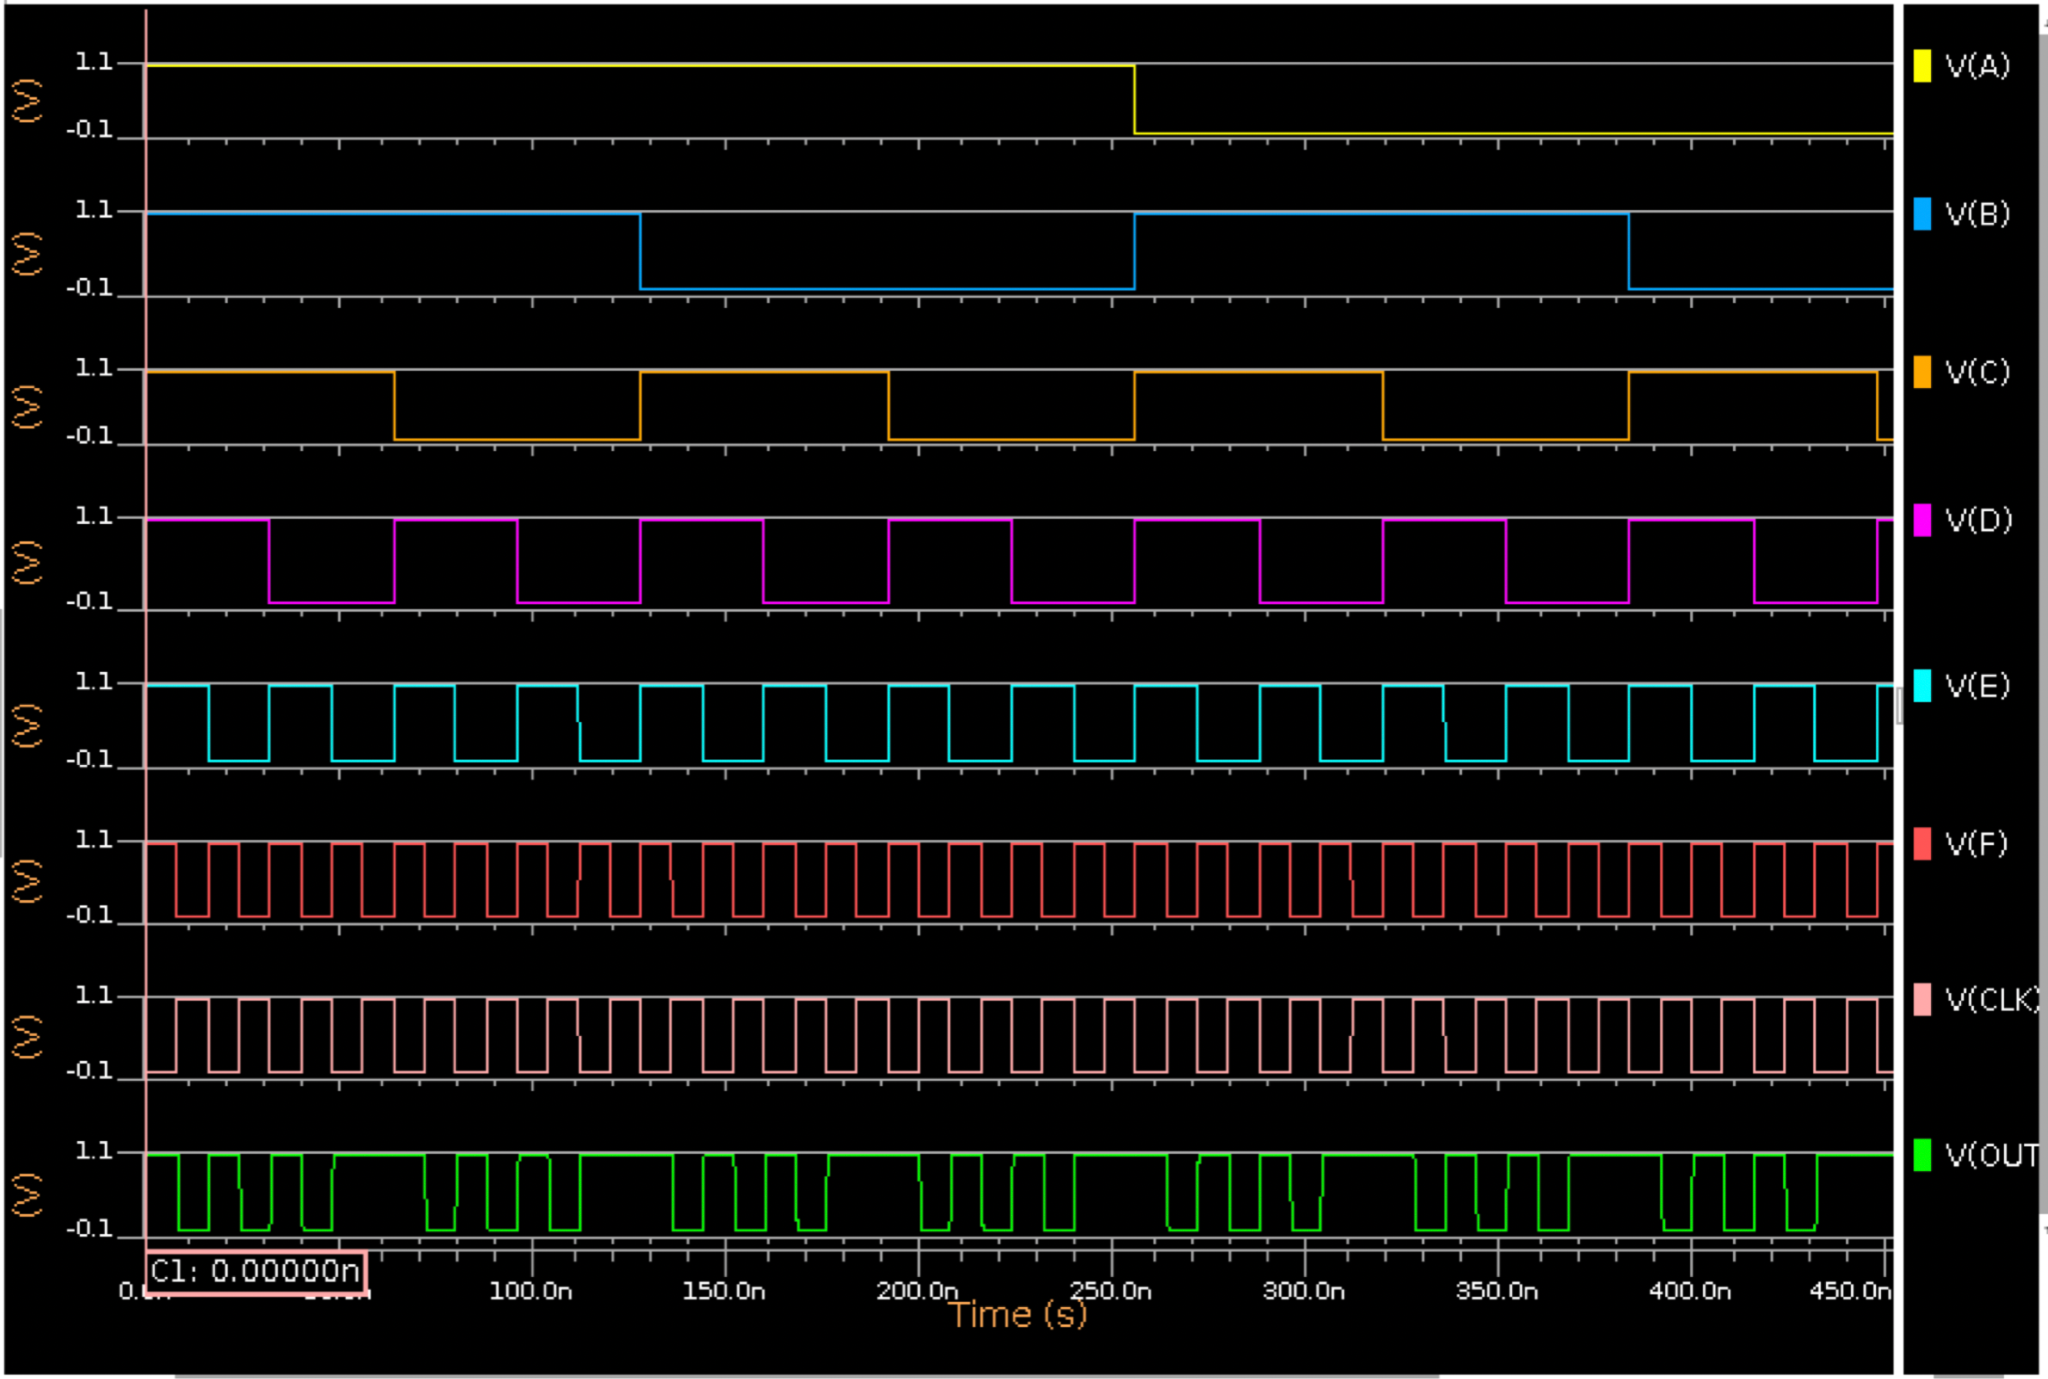 1.1
(V)
-0.1
V(A)
1.1
(V)
-0.1
V(B)
1.1
(V)
-0.1
V(C)
1.1
(V)
-0.1
V(D)
1.1
(V)
-0.1
V(E)
1.1
(V)
-0.1
V(F)
1.1
(V)
-0.1
V(CLK)
1.1
(V)
-0.1
V(OUT
C1: 0.00000n
100.0n 150.0n 200.0n 250.0n 300.0n 350.0n 400.0n 450.0n
Time (s)